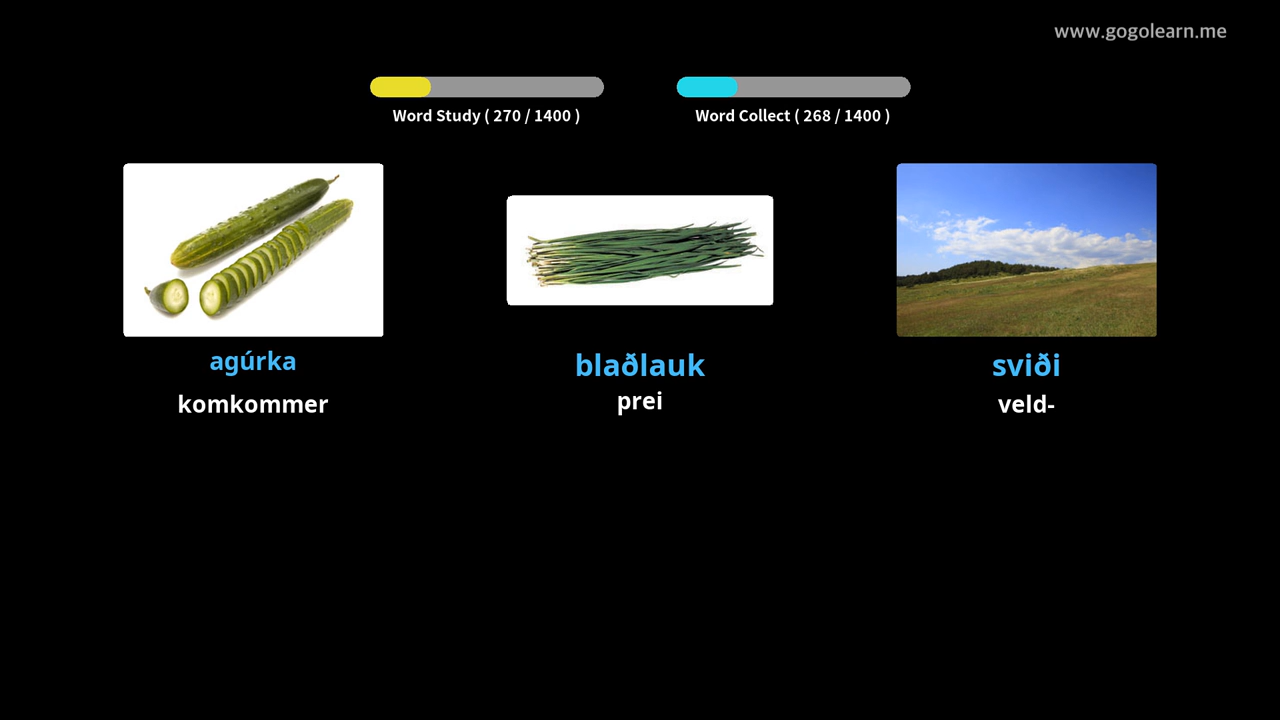 www.gogolearn.me
Word Study ( 270 / 1400 )
Word Collect ( 268 / 1400 )
agúrka
komkommer
blaðlauk
prei
sviði
veld-